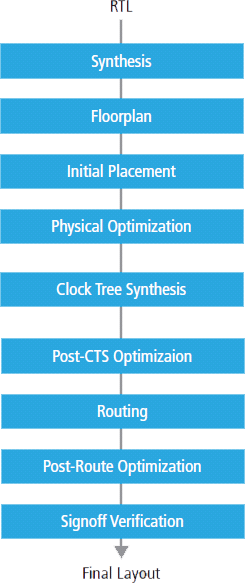 RTL
Synthesis
Floorplan
Initial Placement
Physical Optimization
Clock Tree Synthesis
Post-CTS Optimizaion
Routing
Post-Route Optimization
Signoff Verification
Final Layout